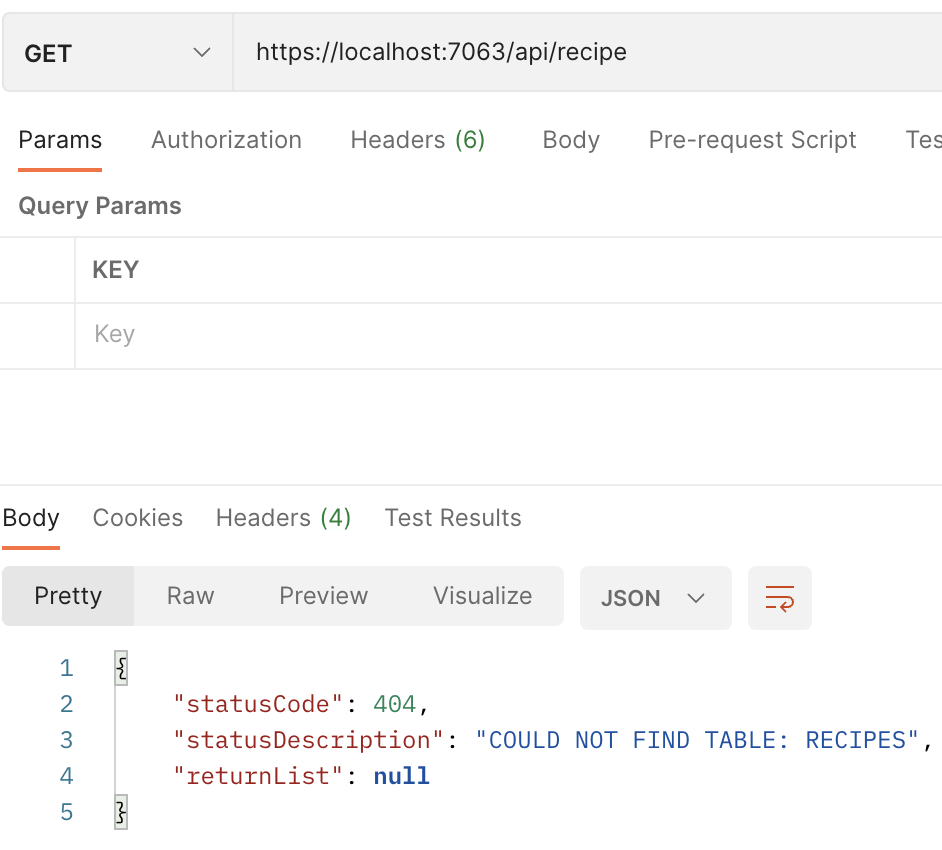 GET https://localhost:7063/api/recipe
Params Authorization Headers (6) Body Pre-request Script Tes
Query Params
KEY
Key
Body Cookies Headers (4) Test Results
Pretty Raw Preview Visualize JSON
1 {
2 "statusCode": 404,
3 "statusDescription": "COULD NOT FIND TABLE: RECIPES",
4 "returnList": null
5 }